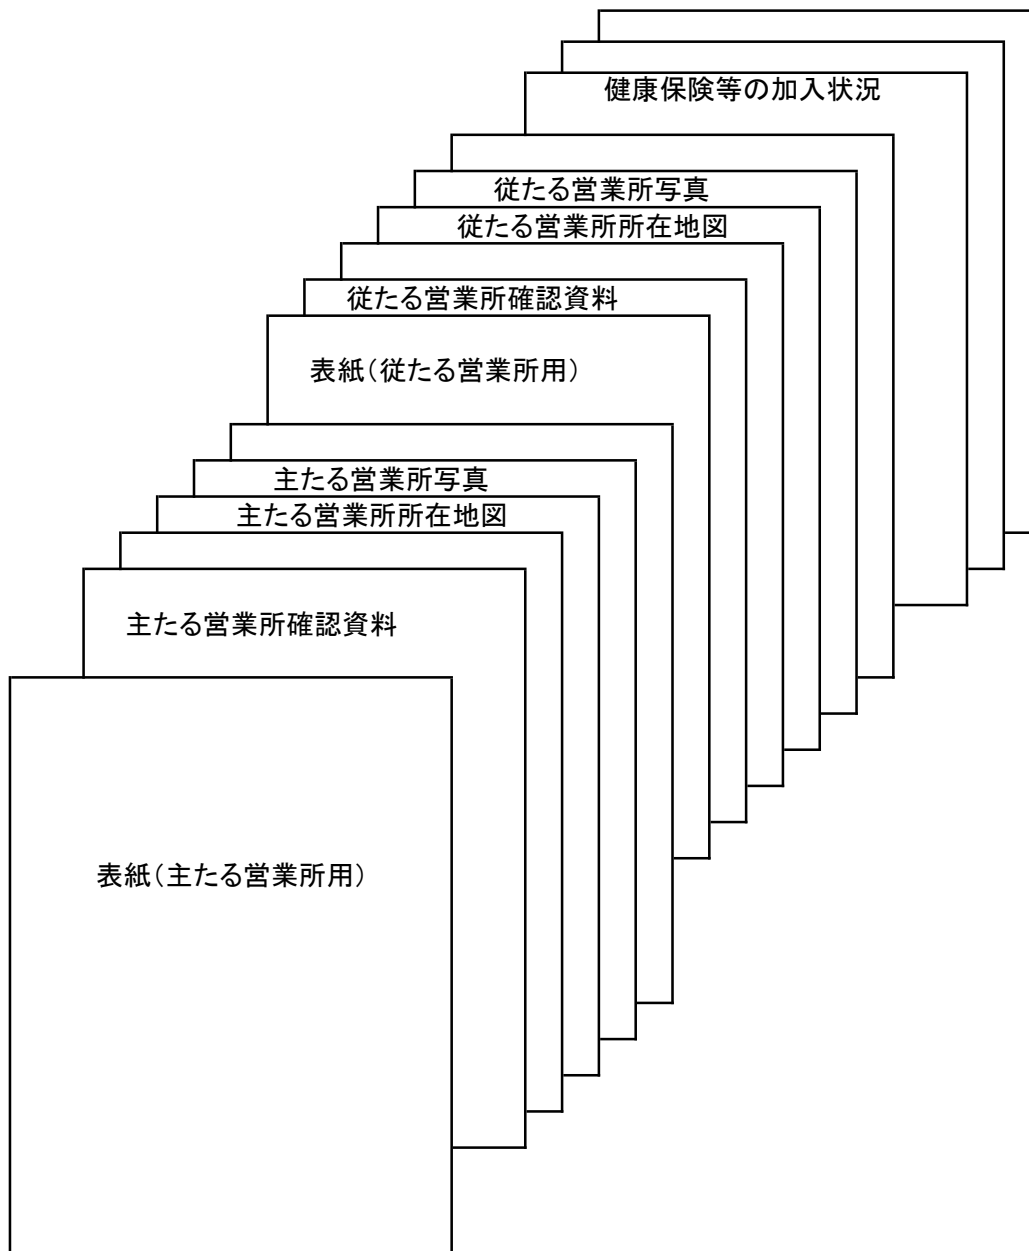 健康保険等の加入状況
従たる営業所写真
従たる営業所所在地図
従たる営業所確認資料
表紙(従たる営業所用)
主たる営業所写真
主たる営業所所在地図
主たる営業所確認資料
表紙(主たる営業所用)